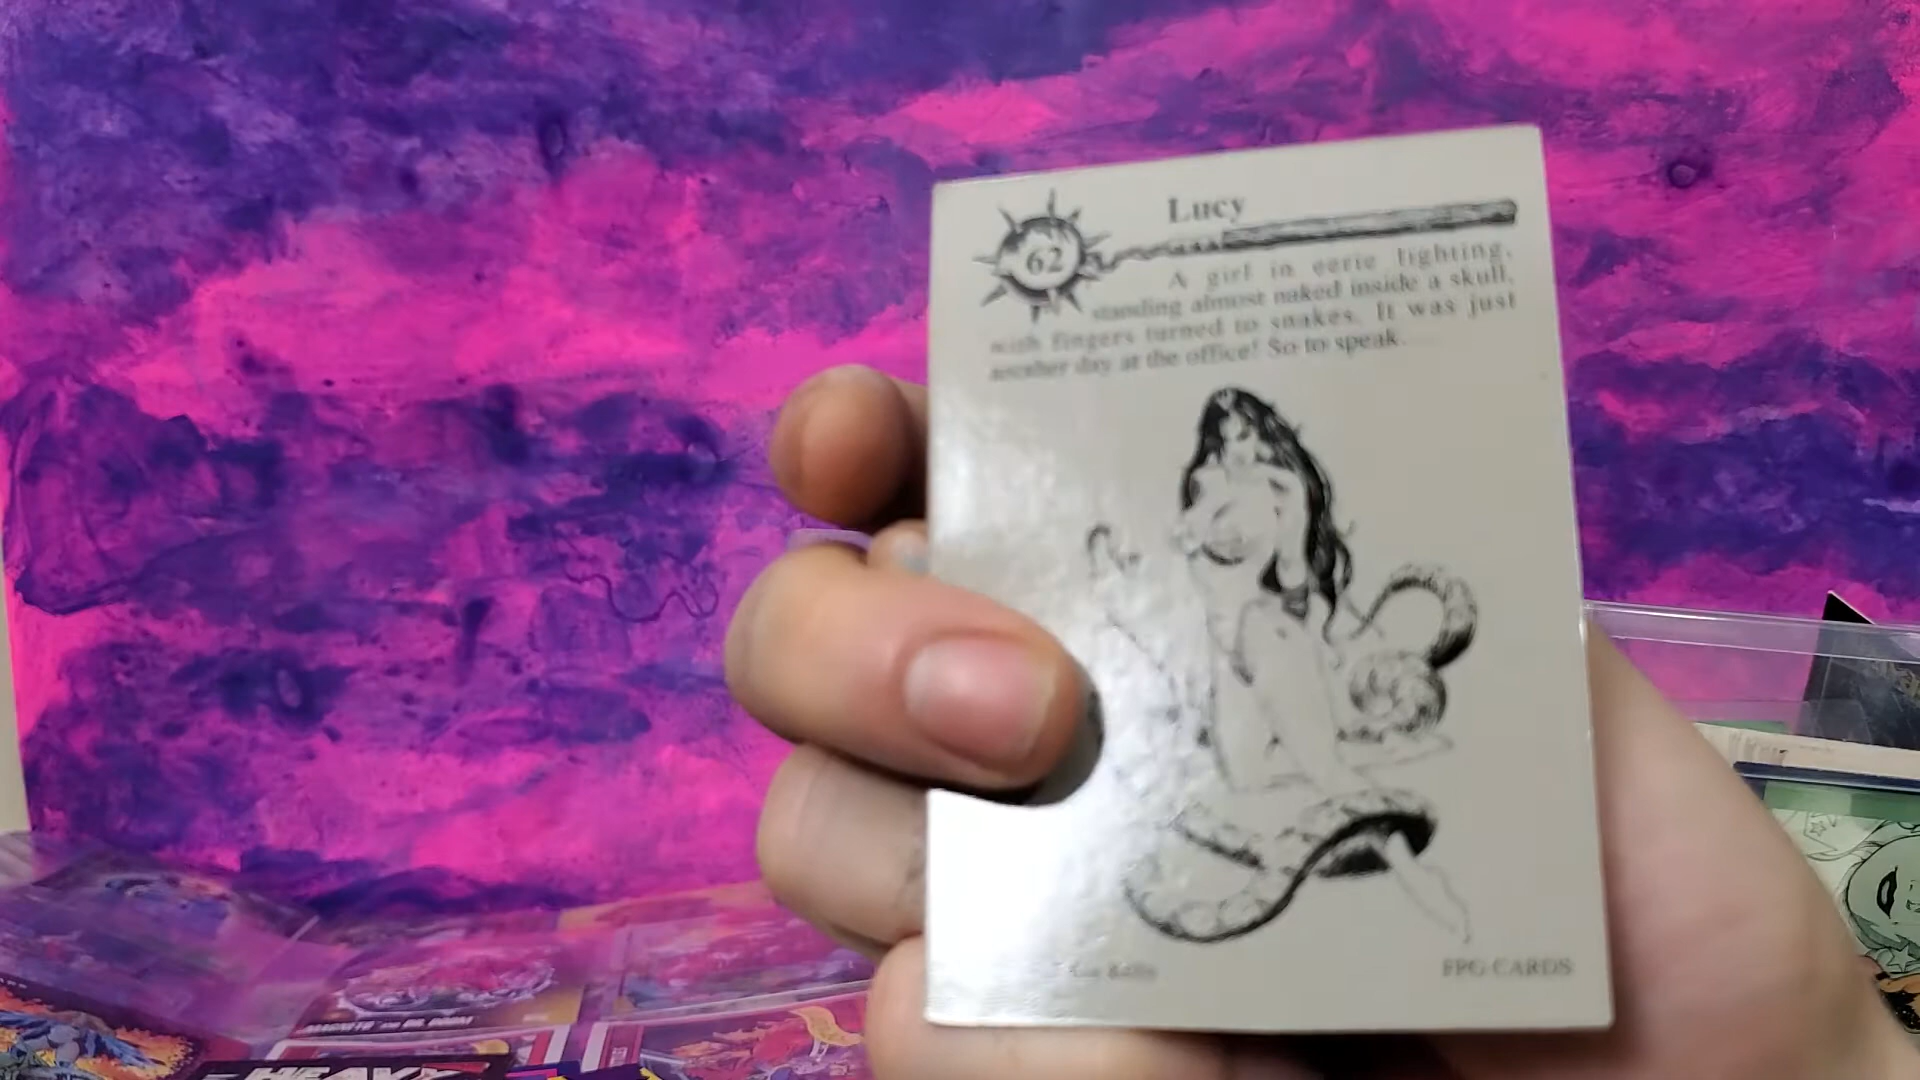 Lucy
62
A girl in eerie lighting,
standing almost naked inside a skull,
with fingers turned to snakes. It was just
another day at the office! So to speak.
FPG CARDS
HEAVY